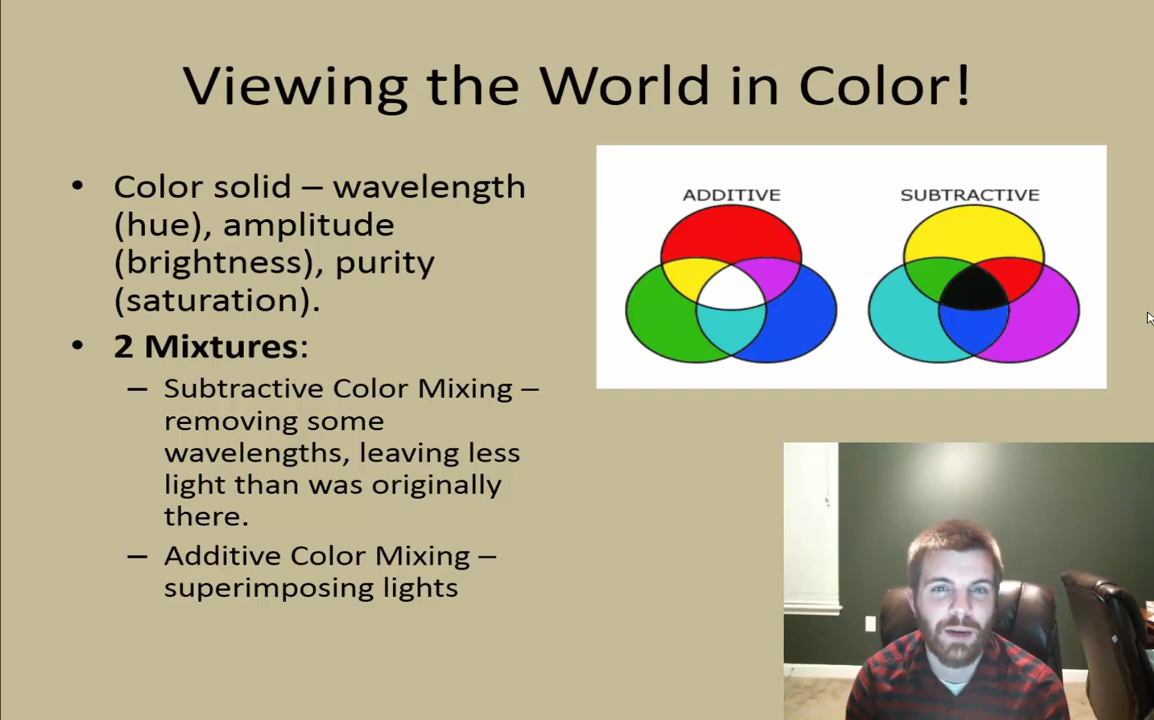 Viewing the World in Color!
• Color solid – wavelength
(hue), amplitude
(brightness), purity
(saturation).
• 2 Mixtures:
– Subtractive Color Mixing –
removing some
wavelengths, leaving less
light than was originally
there.
– Additive Color Mixing –
superimposing lights
ADDITIVE
SUBTRACTIVE